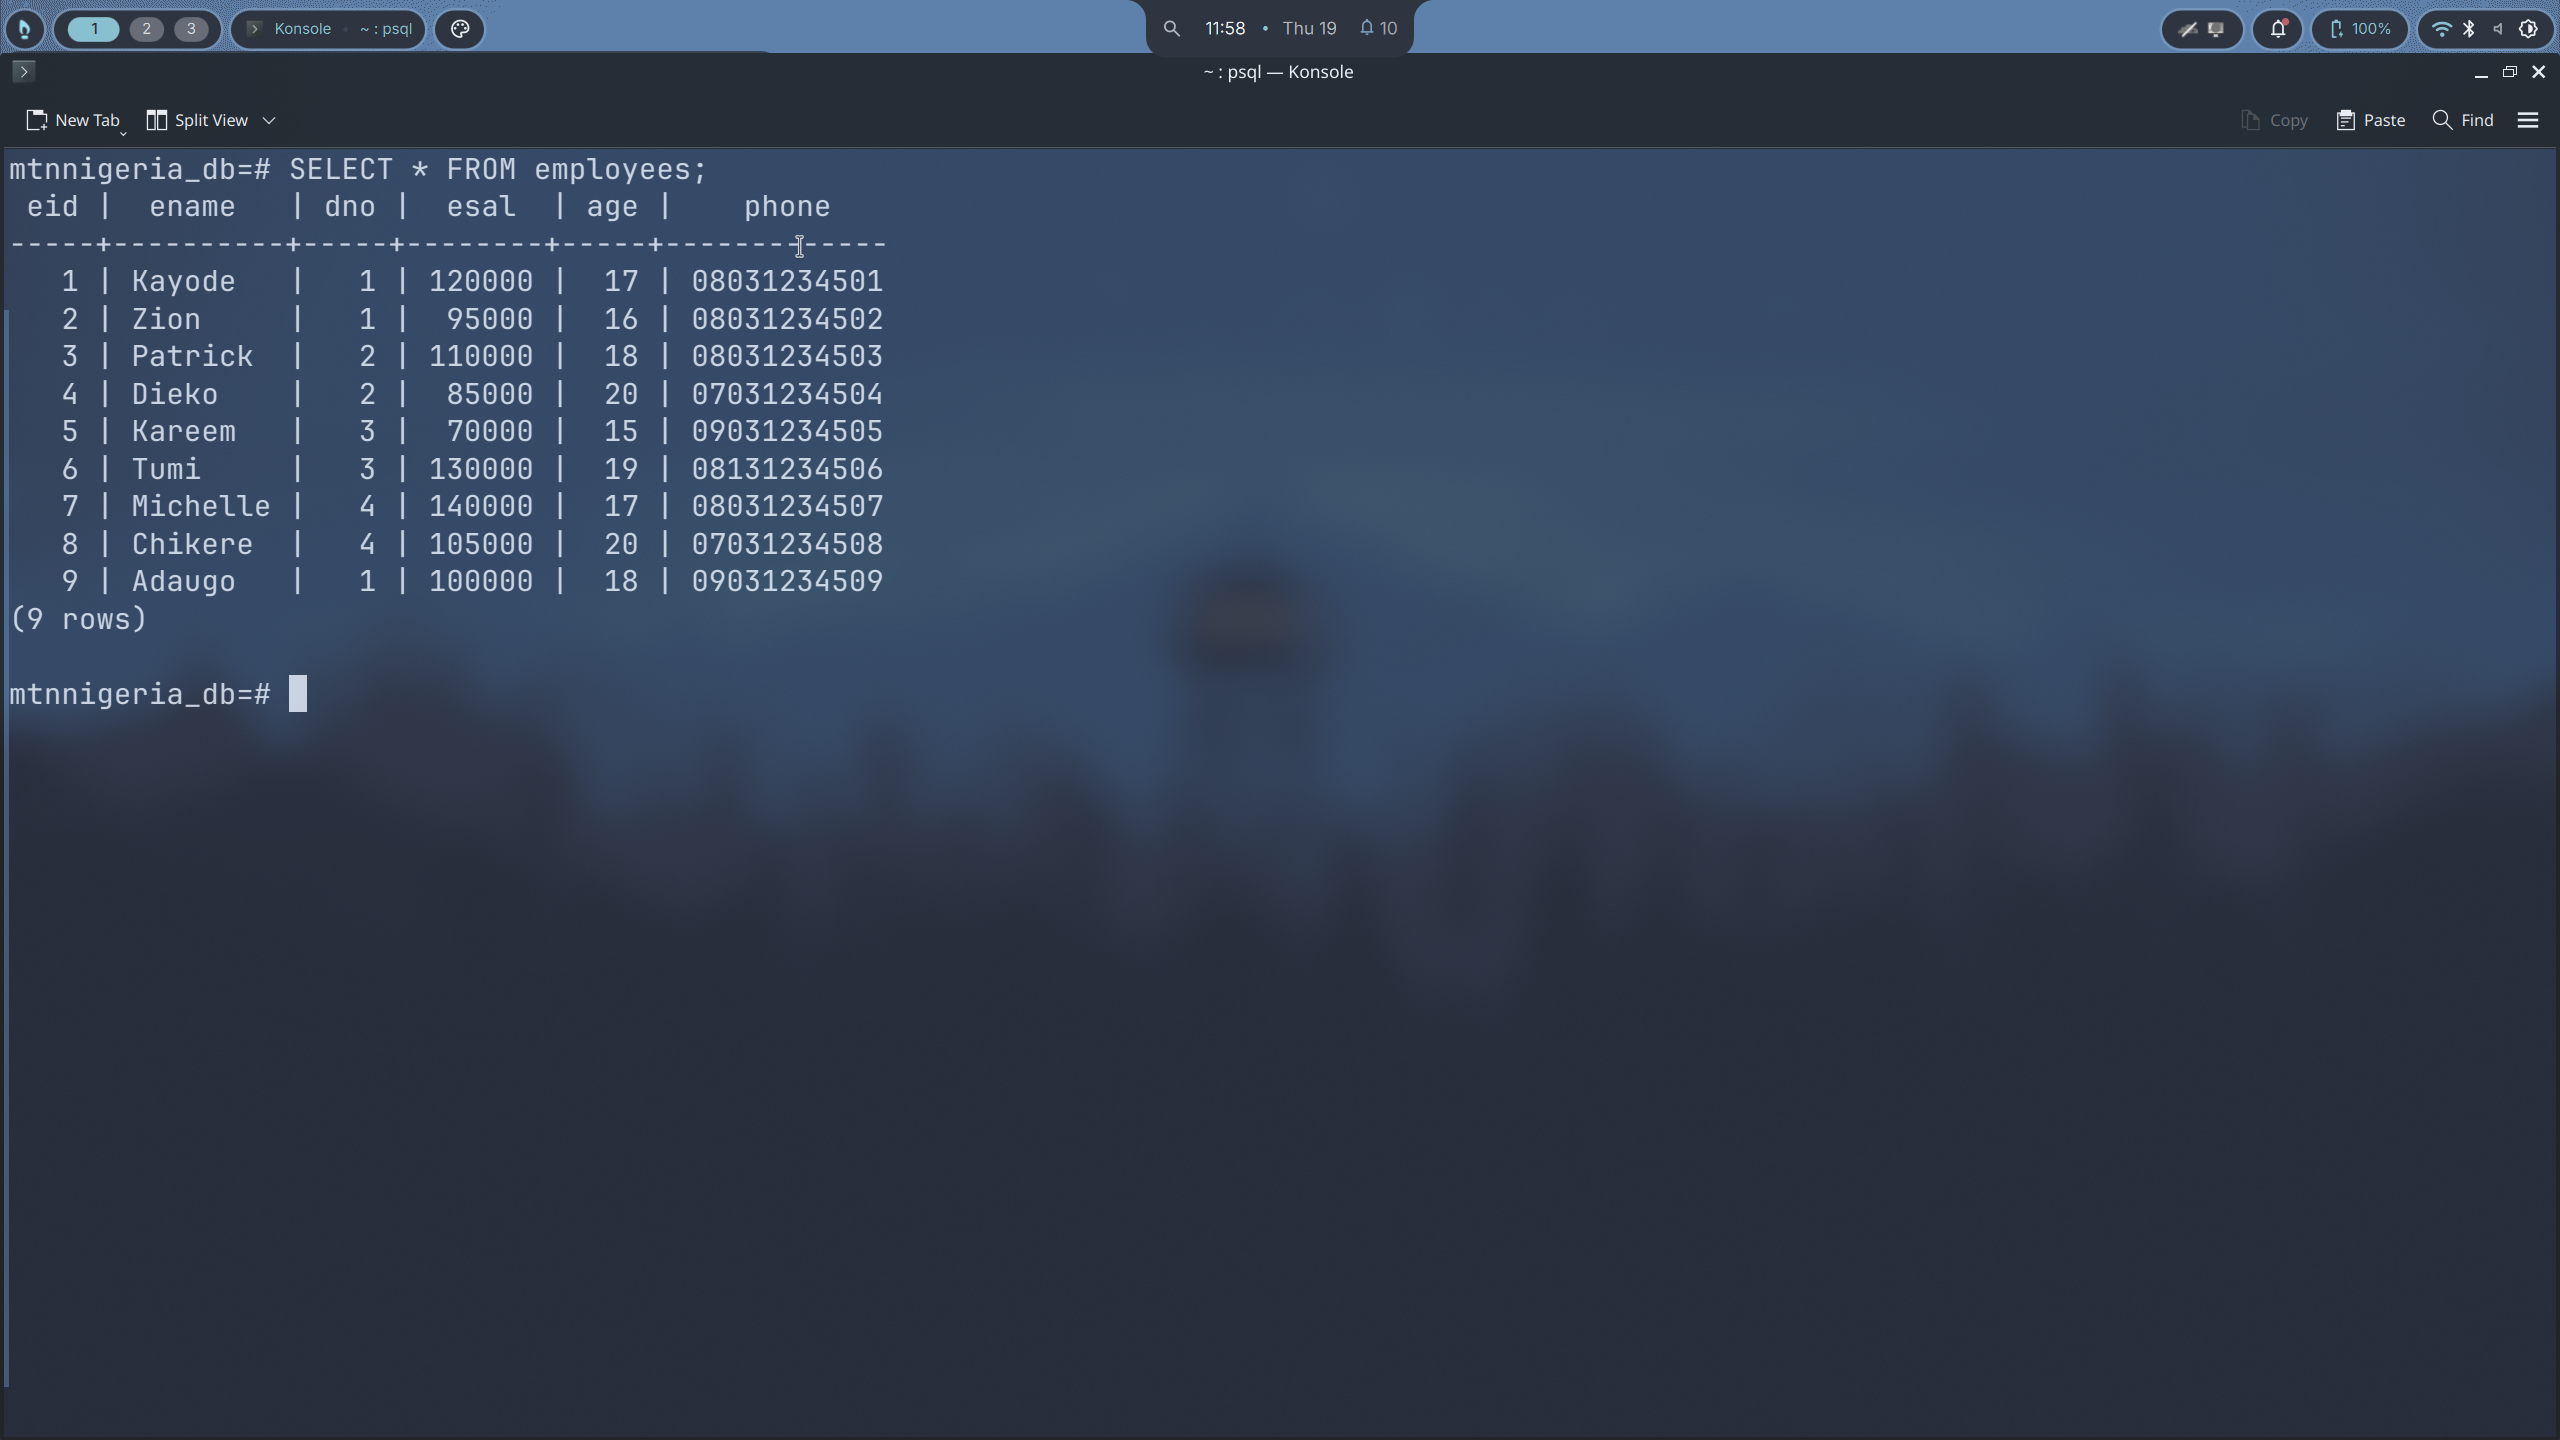 1 2 3 Konsole ~ : psql 11:58 • Thu 19 10 100%
~ : psql — Konsole
New Tab Split View Copy Paste Find
mtnnigeria_db=# SELECT * FROM employees;
 eid |  ename   | dno |  esal  | age |    phone
-----+----------+-----+--------+-----+-------------
   1 | Kayode   |   1 | 120000 |  17 | 08031234501
   2 | Zion     |   1 |  95000 |  16 | 08031234502
   3 | Patrick  |   2 | 110000 |  18 | 08031234503
   4 | Dieko    |   2 |  85000 |  20 | 07031234504
   5 | Kareem   |   3 |  70000 |  15 | 09031234505
   6 | Tumi     |   3 | 130000 |  19 | 08131234506
   7 | Michelle |   4 | 140000 |  17 | 08031234507
   8 | Chikere  |   4 | 105000 |  20 | 07031234508
   9 | Adaugo   |   1 | 100000 |  18 | 09031234509
(9 rows)
mtnnigeria_db=#